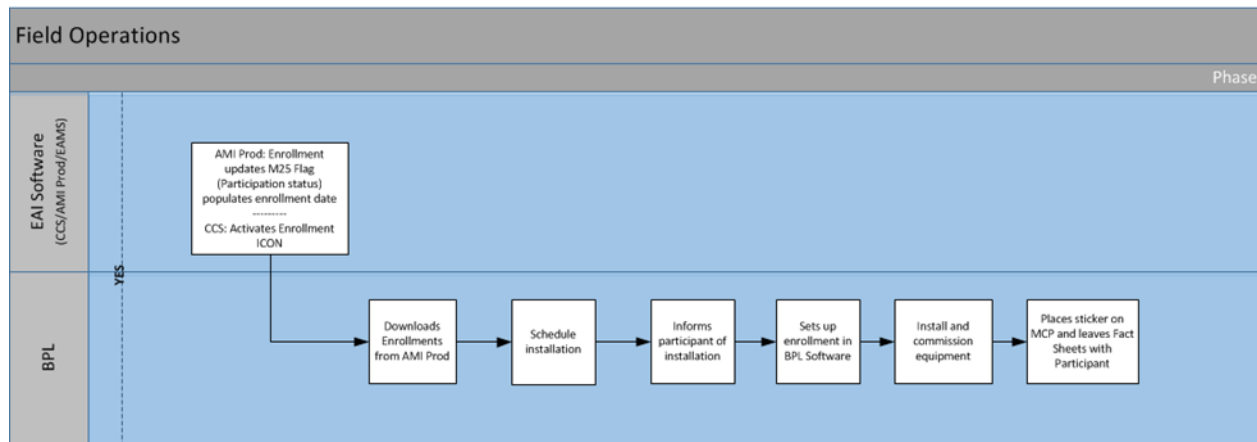 Field Operations
Phase
EAI Software
(CCS/AMI Prod/EAMS)
AMI Prod: Enrollment
updates M25 Flag
(Participation status)
populates enrollment date
---------
CCS: Activates Enrollment
ICON
YES
BPL
Downloads
Enrollments
from AMI Prod
Schedule
installation
Informs
participant of
installation
Sets up
enrollment in
BPL Software
Install and
commission
equipment
Places sticker on
MCP and leaves Fact
Sheets with
Participant